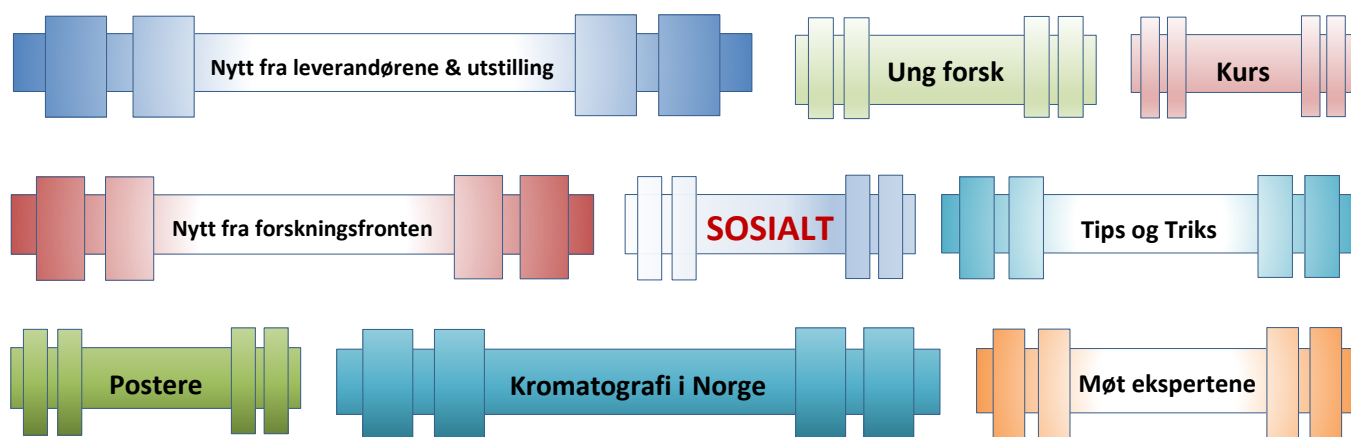 Nytt fra leverandørene & utstilling
Ung forsk
Kurs
Nytt fra forskningsfronten
SOSIALT
Tips og Triks
Postere
Kromatografi i Norge
Møt ekspertene